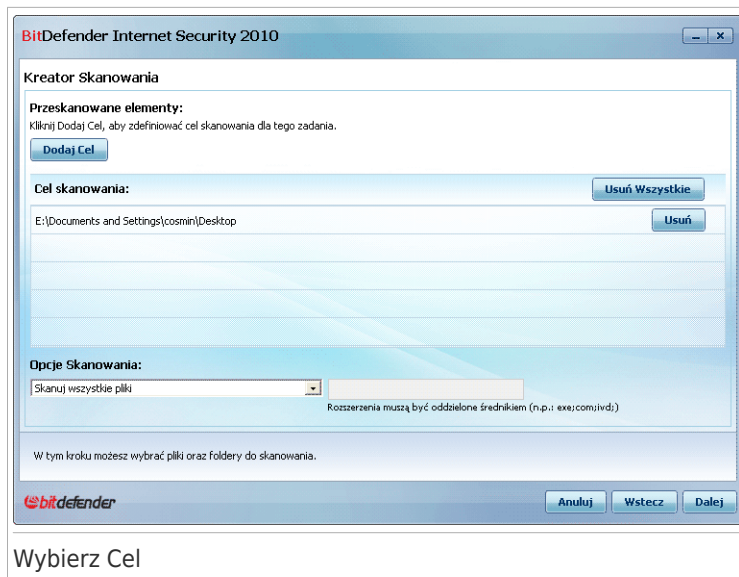 BitDefender Internet Security 2010
Kreator Skanowania
Przeskanowane elementy:
Kliknij Dodaj Cel, aby zdefiniować cel skanowania dla tego zadania.
Dodaj Cel
Cel skanowania:
Usuń Wszystkie
E:\Documents and Settings\cosmin\Desktop
Usuń
Opcje Skanowania:
Skanuj wszystkie pliki
Rozszerzenia muszą być oddzielone średnikiem (n.p.: exe;com;ivd;)
W tym kroku możesz wybrać pliki oraz foldery do skanowania.
bitdefender
Anuluj
Wstecz
Dalej
Wybierz Cel